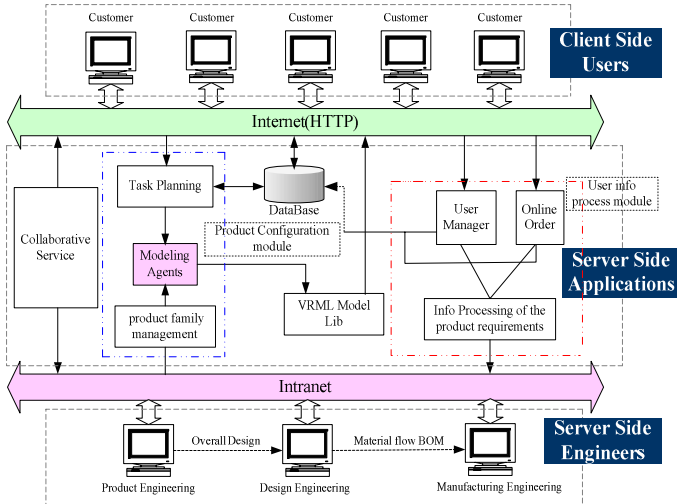 Customer
Customer
Customer
Customer
Customer
Client Side
Users
Internet(HTTP)
Task Planning
DataBase
User
Manager
Online
Order
User info
process module
Collaborative
Service
Product Configuration
module
Modeling
Agents
Server Side
Applications
VRML Model
Lib
product family
management
Info Processing of the
product requirements
Intranet
Server Side
Engineers
Overall Design
Material flow BOM
Product Engineering
Design Engineering
Manufacturing Engineering